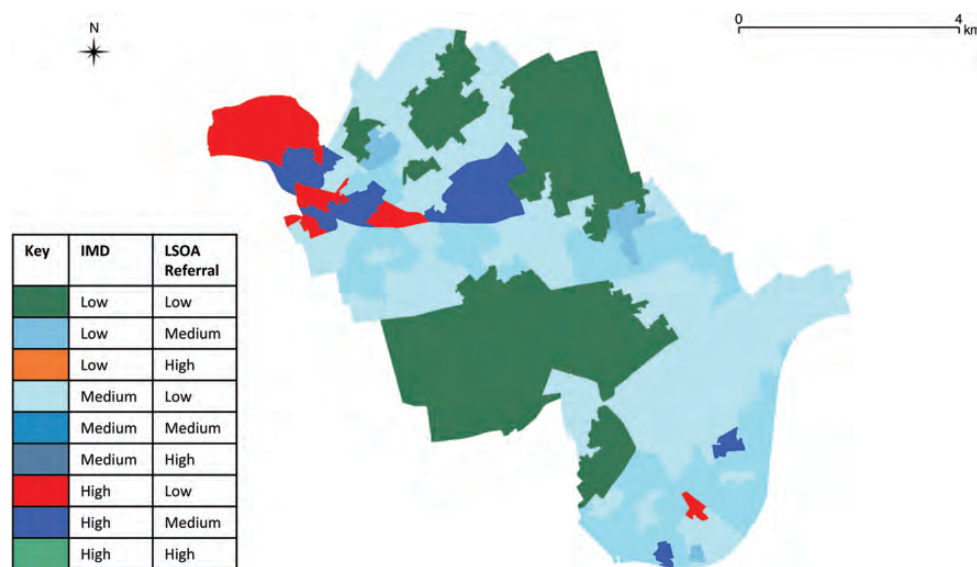 N
0 4
km
Key IMD LSOA
Referral
Low Low
Low Medium
Low High
Medium Low
Medium Medium
Medium High
High Low
High Medium
High High